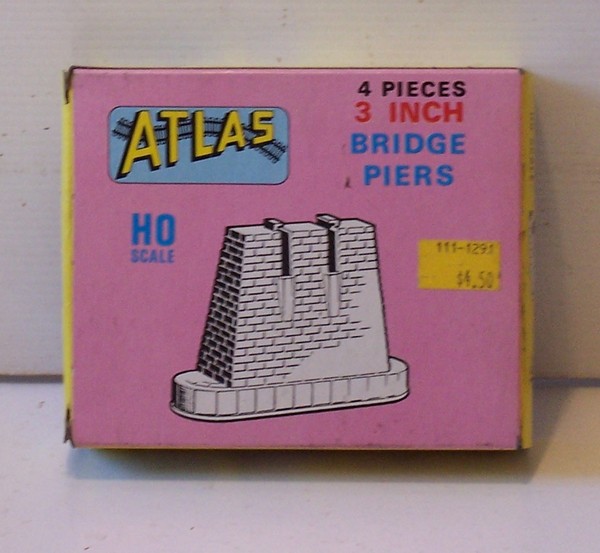 4 PIECES
3 INCH
BRIDGE
PIERS
ATLAS
HO
SCALE
111-1291
$4.50